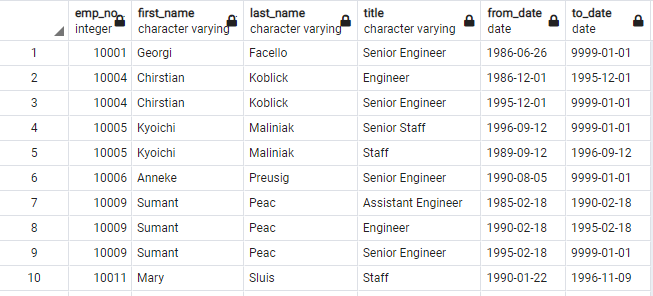 emp_no first_name last_name title from_date to_date
integer character varying character varying character varying date date
1 10001 Georgi Facello Senior Engineer 1986-06-26 9999-01-01
2 10004 Chirstian Koblick Engineer 1986-12-01 1995-12-01
3 10004 Chirstian Koblick Senior Engineer 1995-12-01 9999-01-01
4 10005 Kyoichi Maliniak Senior Staff 1996-09-12 9999-01-01
5 10005 Kyoichi Maliniak Staff 1989-09-12 1996-09-12
6 10006 Anneke Preusig Senior Engineer 1990-08-05 9999-01-01
7 10009 Sumant Peac Assistant Engineer 1985-02-18 1990-02-18
8 10009 Sumant Peac Engineer 1990-02-18 1995-02-18
9 10009 Sumant Peac Senior Engineer 1995-02-18 9999-01-01
10 10011 Mary Sluis Staff 1990-01-22 1996-11-09